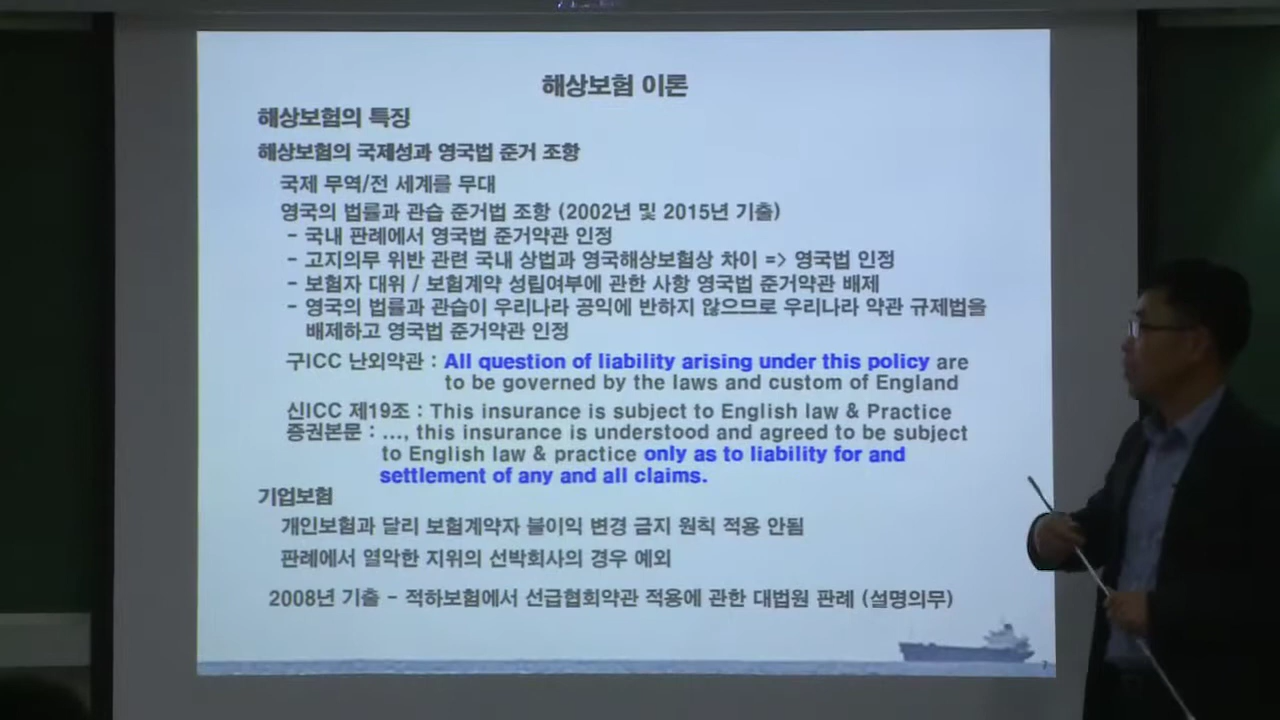 해상보험 이론
해상보험의 특징
해상보험의 국제성과 영국법 준거 조항
국제 무역/전 세계를 무대
영국의 법률과 관습 준거법 조항 (2002년 및 2015년 기출)
- 국내 판례에서 영국법 준거약관 인정
- 고지의무 위반 관련 국내 상법과 영국해상보험상 차이 => 영국법 인정
- 보험자 대위 / 보험계약 성립여부에 관한 사항 영국법 준거약관 배제
- 영국의 법률과 관습이 우리나라 공익에 반하지 않으므로 우리나라 약관 규제법을
배제하고 영국법 준거약관 인정
구ICC 난외약관 : All question of liability arising under this policy are
to be governed by the laws and custom of England
신ICC 제19조 : This insurance is subject to English law & Practice
증권본문 : ..., this insurance is understood and agreed to be subject
to English law & practice only as to liability for and
settlement of any and all claims.
기업보험
개인보험과 달리 보험계약자 불이익 변경 금지 원칙 적용 안됨
판례에서 열악한 지위의 선박회사의 경우 예외
2008년 기출 - 적하보험에서 선급협회약관 적용에 관한 대법원 판례 (설명의무)
7